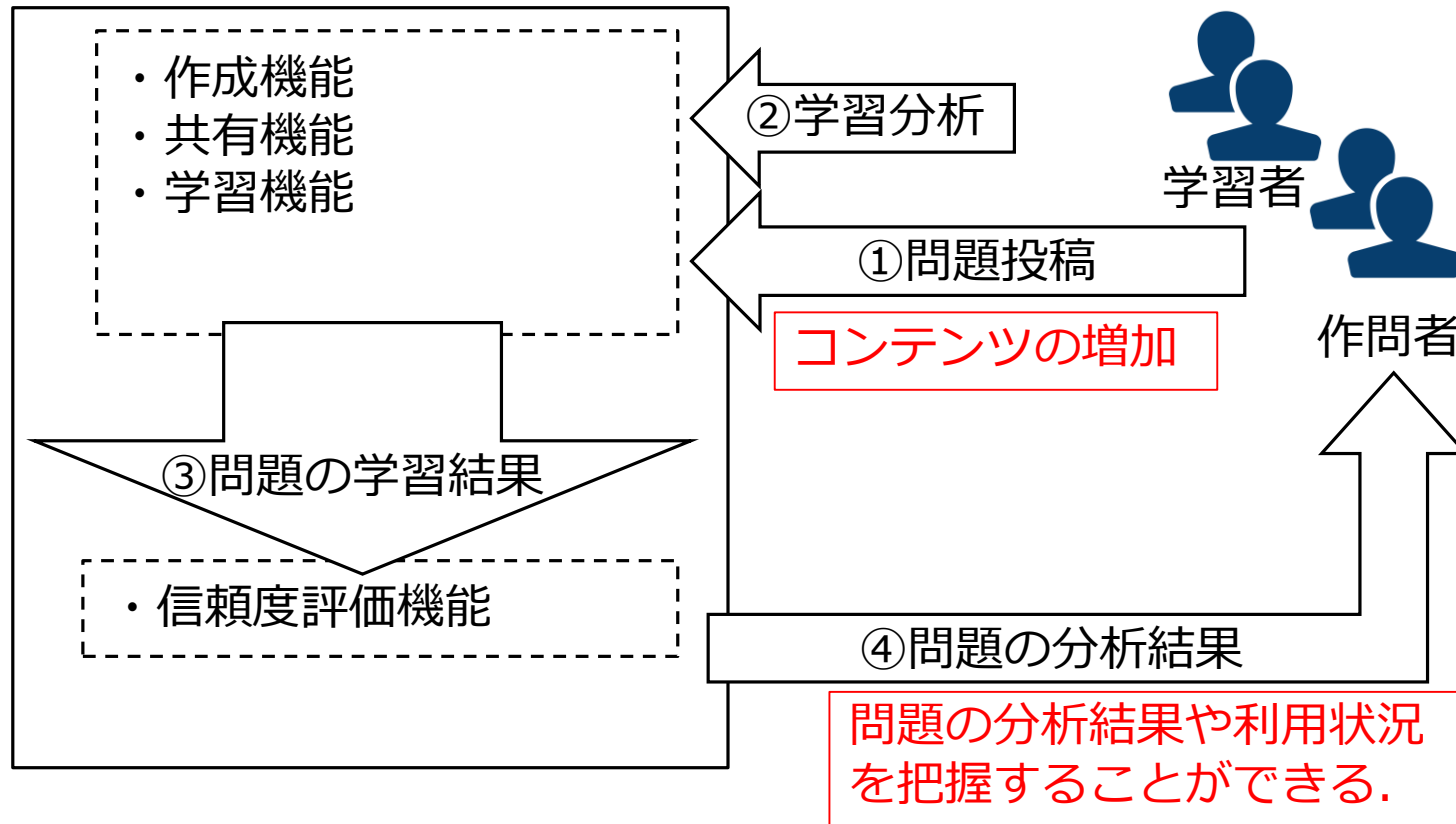 ・作成機能
・共有機能
・学習機能
②学習分析
学習者
①問題投稿
コンテンツの増加
作問者
③問題の学習結果
・信頼度評価機能
④問題の分析結果
問題の分析結果や利用状況
を把握することができる.